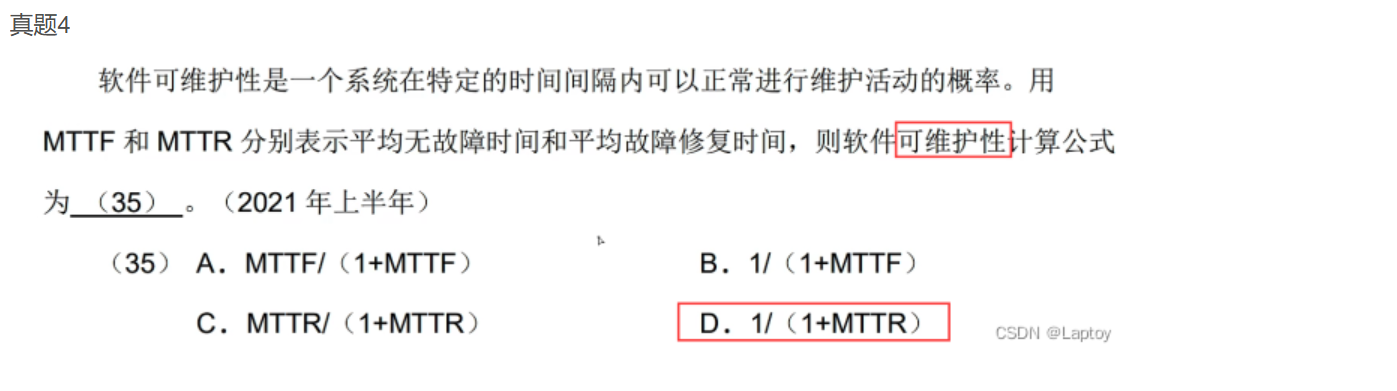 真题4
软件可维护性是一个系统在特定的时间间隔内可以正常进行维护活动的概率。用
MTTF 和 MTTR 分别表示平均无故障时间和平均故障修复时间，则软件可维护性计算公式
为（35）。（2021 年上半年）
（35） A．MTTF/（1+MTTF） B．1/（1+MTTF）
C．MTTR/（1+MTTR） D．1/（1+MTTR）
CSDN @Laptoy